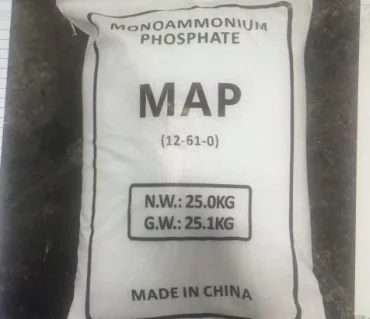 MONOAMMONIUM
PHOSPHATE
MAP
(12-61-0)
N.W.: 25.0KG
G.W.: 25.1KG
MADE IN CHINA